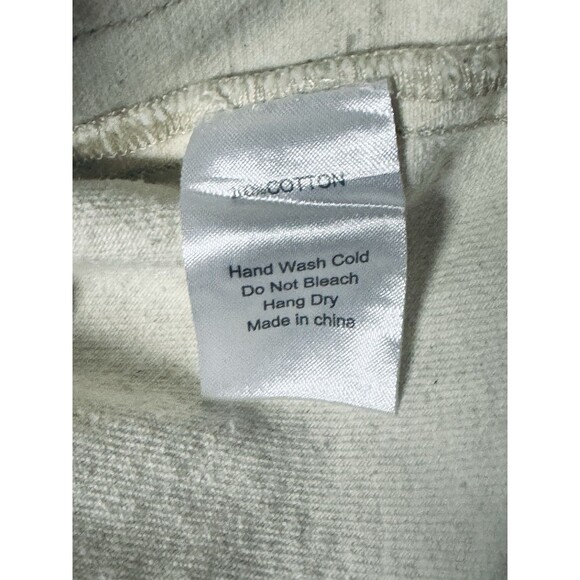 100%COTTON
Hand Wash Cold
Do Not Bleach
Hang Dry
Made in china